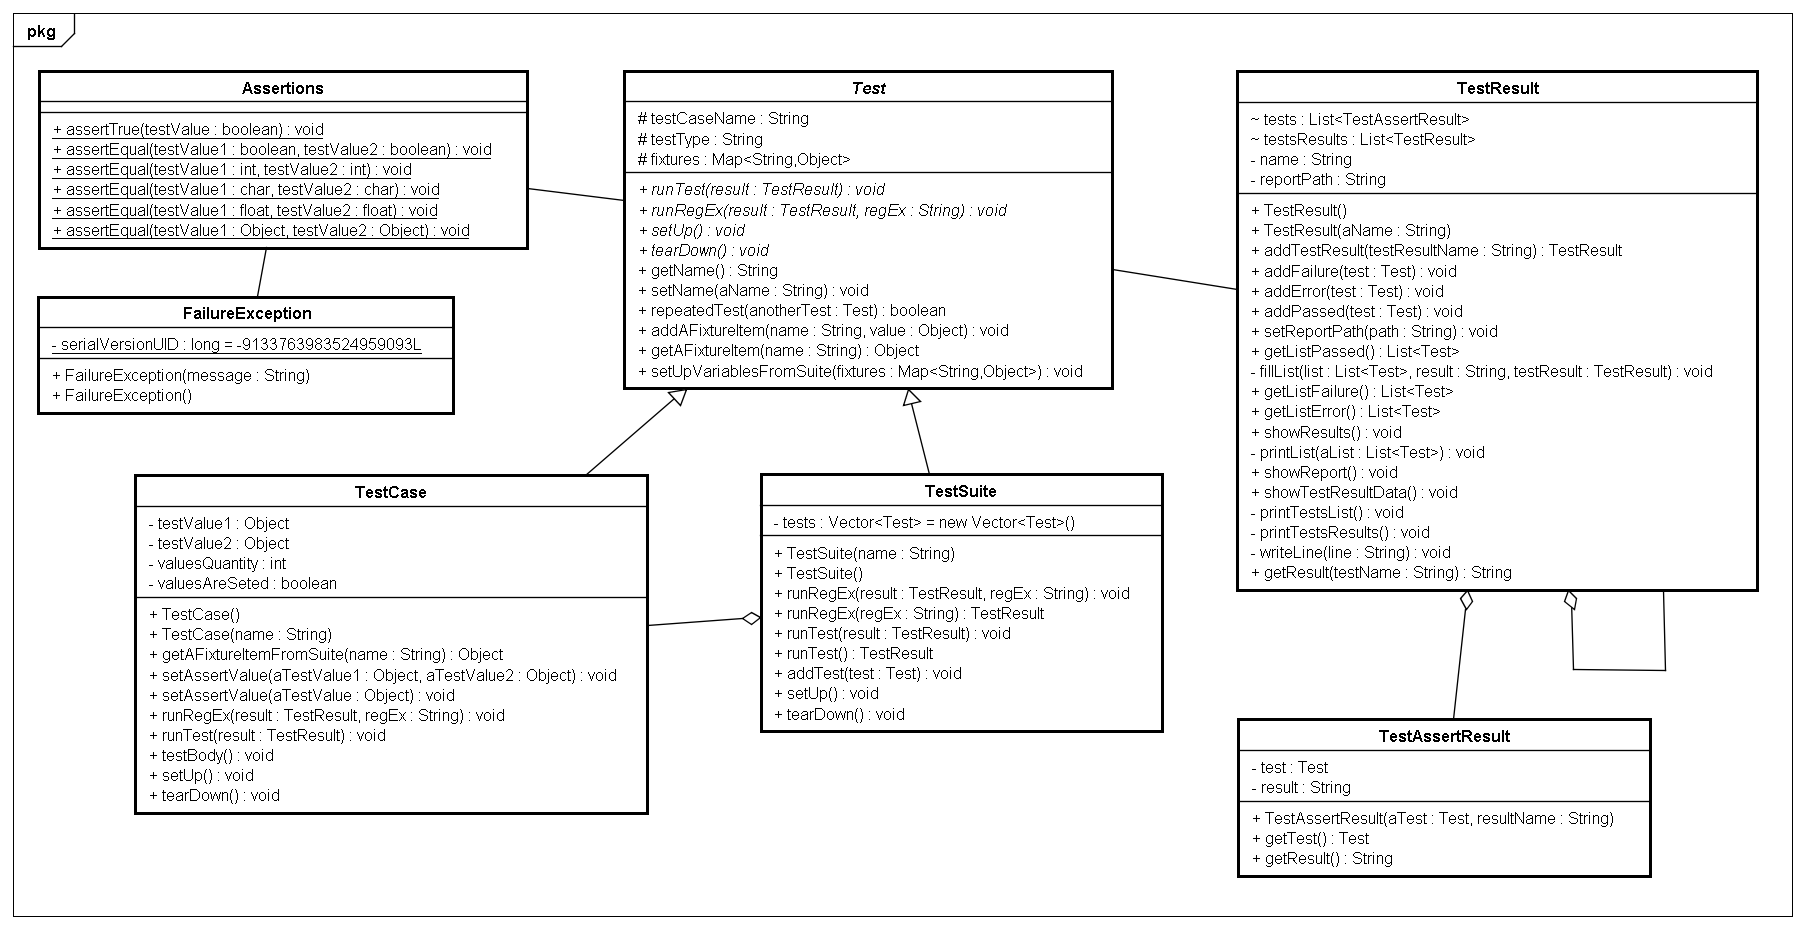 pkg
Assertions
+ assertTrue(testValue : boolean) : void
+ assertEqual(testValue1 : boolean, testValue2 : boolean) : void
+ assertEqual(testValue1 : int, testValue2 : int) : void
+ assertEqual(testValue1 : char, testValue2 : char) : void
+ assertEqual(testValue1 : float, testValue2 : float) : void
+ assertEqual(testValue1 : Object, testValue2 : Object) : void
FailureException
- serialVersionUID : long = -9133763983524959093L
+ FailureException(message : String)
+ FailureException()
Test
# testCaseName : String
# testType : String
# fixtures : Map<String,Object>
+ runTest(result : TestResult) : void
+ runRegEx(result : TestResult, regEx : String) : void
+ setUp() : void
+ tearDown() : void
+ getName() : String
+ setName(aName : String) : void
+ repeatedTest(anotherTest : Test) : boolean
+ addAFixtureItem(name : String, value : Object) : void
+ getAFixtureItem(name : String) : Object
+ setUpVariablesFromSuite(fixtures : Map<String,Object>) : void
TestResult
~ tests : List<TestAssertResult>
~ testsResults : List<TestResult>
- name : String
- reportPath : String
+ TestResult()
+ TestResult(aName : String)
+ addTestResult(testResultName : String) : TestResult
+ addFailure(test : Test) : void
+ addError(test : Test) : void
+ addPassed(test : Test) : void
+ setReportPath(path : String) : void
+ getListPassed() : List<Test>
- fillList(list : List<Test>, result : String, testResult : TestResult) : void
+ getListFailure() : List<Test>
+ getListError() : List<Test>
+ showResults() : void
- printList(aList : List<Test>) : void
+ showReport() : void
+ showTestResultData() : void
- printTestsList() : void
- printTestsResults() : void
- writeLine(line : String) : void
+ getResult(testName : String) : String
TestCase
- testValue1 : Object
- testValue2 : Object
- valuesQuantity : int
- valuesAreSeted : boolean
+ TestCase()
+ TestCase(name : String)
+ getAFixtureItemFromSuite(name : String) : Object
+ setAssertValue(aTestValue1 : Object, aTestValue2 : Object) : void
+ setAssertValue(aTestValue : Object) : void
+ runRegEx(result : TestResult, regEx : String) : void
+ runTest(result : TestResult) : void
+ testBody() : void
+ setUp() : void
+ tearDown() : void
TestSuite
- tests : Vector<Test> = new Vector<Test>()
+ TestSuite(name : String)
+ TestSuite()
+ runRegEx(result : TestResult, regEx : String) : void
+ runRegEx(regEx : String) : TestResult
+ runTest(result : TestResult) : void
+ runTest() : TestResult
+ addTest(test : Test) : void
+ setUp() : void
+ tearDown() : void
TestAssertResult
- test : Test
- result : String
+ TestAssertResult(aTest : Test, resultName : String)
+ getTest() : Test
+ getResult() : String